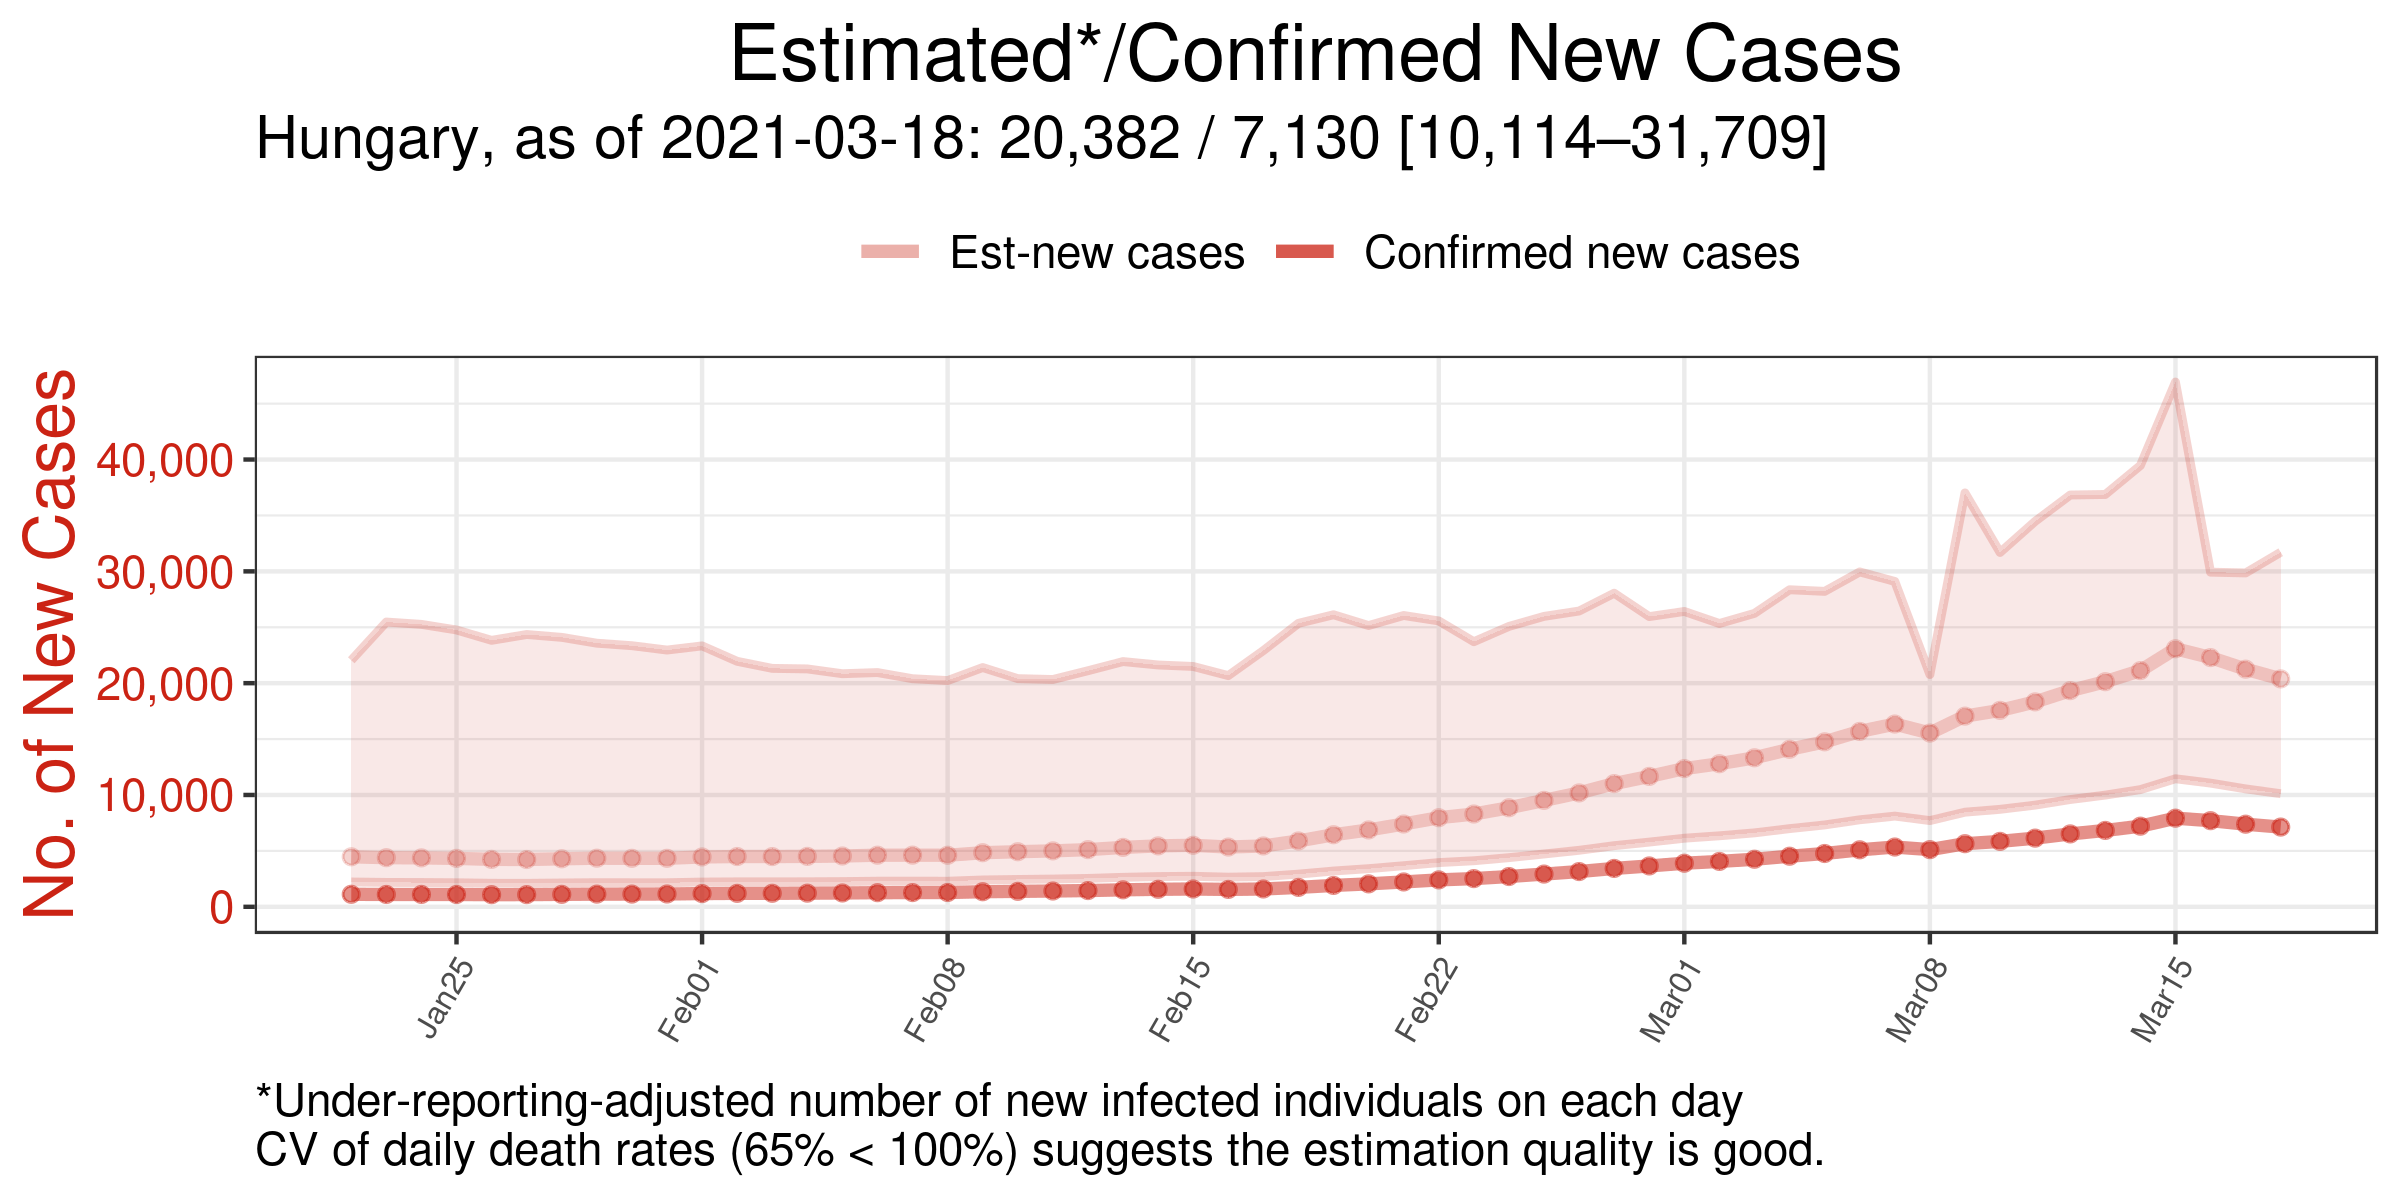 Estimated*/Confirmed New Cases
Hungary, as of 2021-03-18: 20,382 / 7,130 [10,114–31,709]
Est-new cases
Confirmed new cases
No. of New Cases
40,000
30,000
20,000
10,000
0
Jan25
Feb01
Feb08
Feb15
Feb22
Mar01
Mar08
Mar15
*Under-reporting-adjusted number of new infected individuals on each day
CV of daily death rates (65% < 100%) suggests the estimation quality is good.